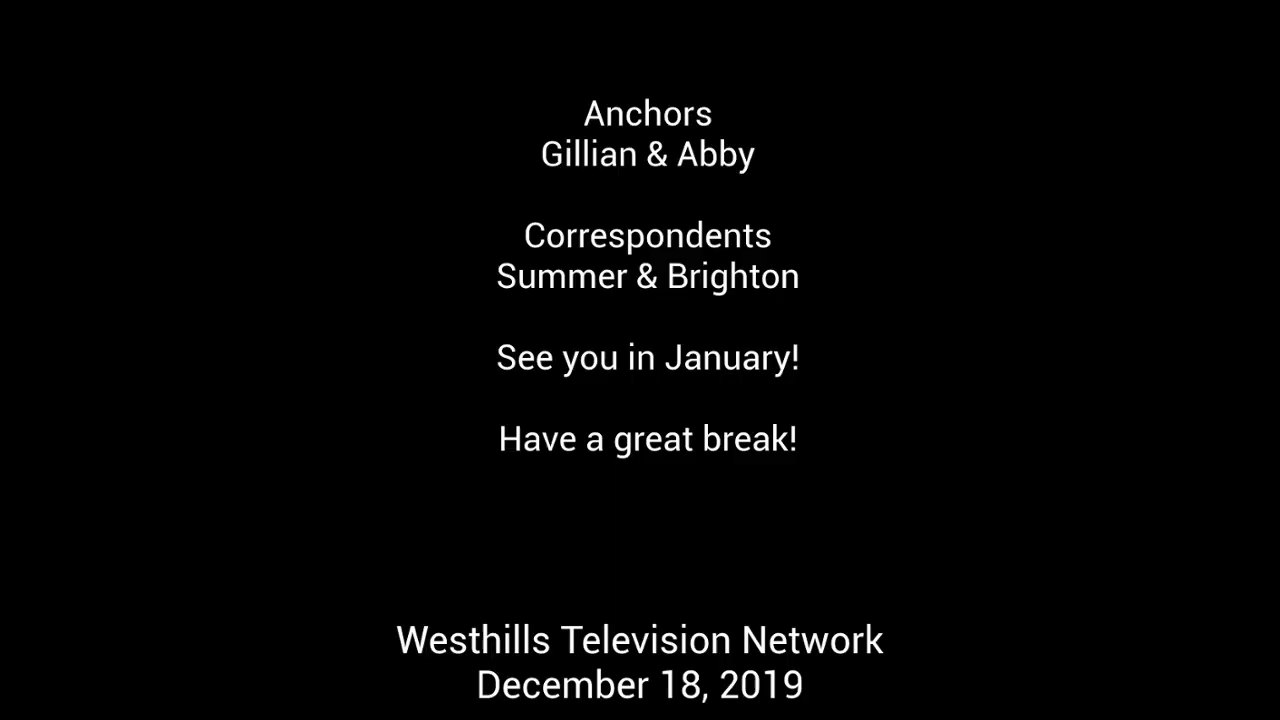 Anchors
Gillian & Abby
Correspondents
Summer & Brighton
See you in January!
Have a great break!
Westhills Television Network
December 18, 2019